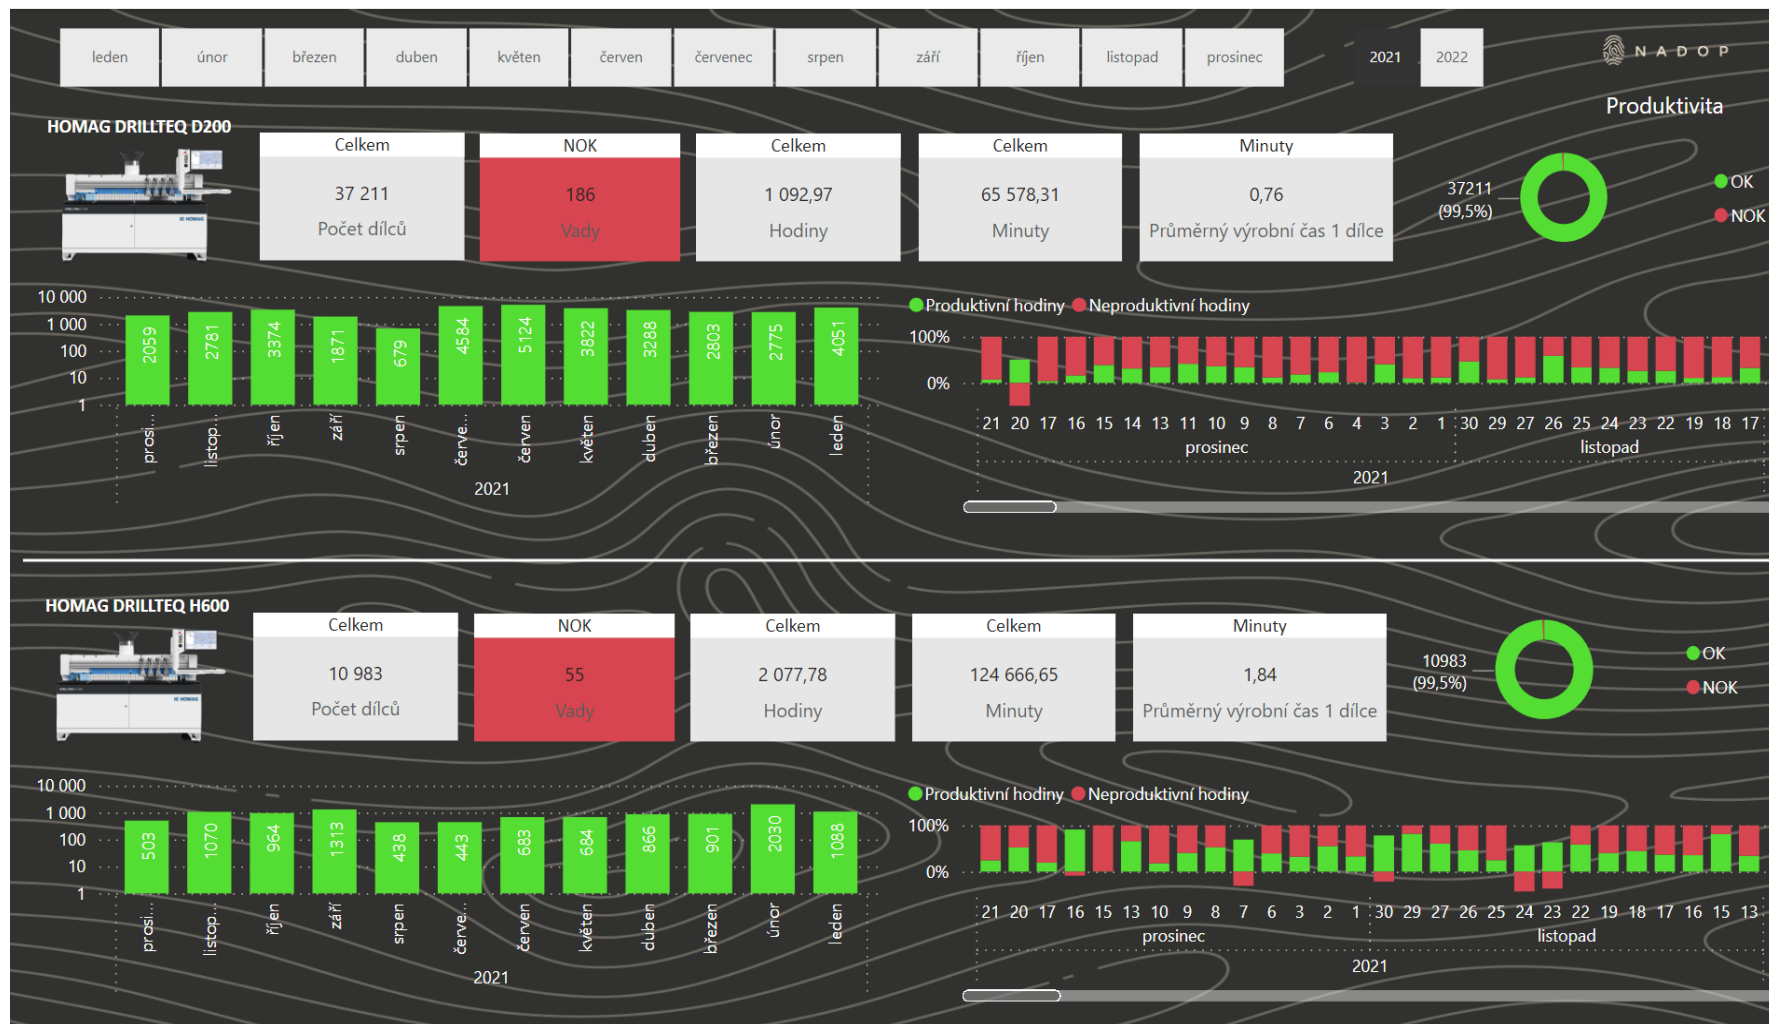 leden únor březen duben květen červen červenec srpen září říjen listopad prosinec 2021 2022 NADOP
Produktivita
HOMAG DRILLTEQ D200
Celkem NOK Celkem Celkem Minuty
37 211 186 1 092,97 65 578,31 0,76
Počet dílců Vady Hodiny Minuty Průměrný výrobní čas 1 dílce
37211
(99,5%)
OK
NOK
10 000
1 000
100
10
1
2059 2781 3374 1871 679 4584 5124 3822 3288 2803 2775 4051
prosi... listop... říjen září srpen červe... červen květen duben březen únor leden
2021
Produktivní hodiny Neproduktivní hodiny
100%
0%
21 20 17 16 15 14 13 11 10 9 8 7 6 4 3 2 1 30 29 27 26 25 24 23 22 19 18 17
prosinec listopad
2021
HOMAG DRILLTEQ H600
Celkem NOK Celkem Celkem Minuty
10 983 55 2 077,78 124 666,65 1,84
Počet dílců Vady Hodiny Minuty Průměrný výrobní čas 1 dílce
10983
(99,5%)
OK
NOK
10 000
1 000
100
10
1
503 1070 964 1313 438 443 683 684 866 901 2030 1088
prosi... listop... říjen září srpen červe... červen květen duben březen únor leden
2021
Produktivní hodiny Neproduktivní hodiny
100%
0%
21 20 17 16 15 13 10 9 8 7 6 3 2 1 30 29 27 26 25 24 23 22 19 18 17 16 15 13
prosinec listopad
2021